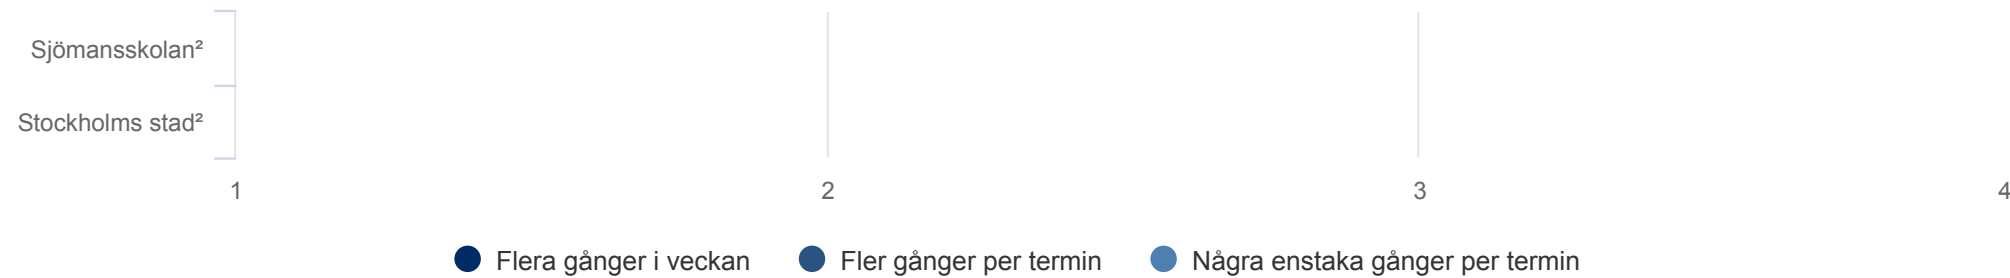 Sjömansskolan²
Stockholms stad²
1 2 3 4
Flera gånger i veckan Fler gånger per termin Några enstaka gånger per termin